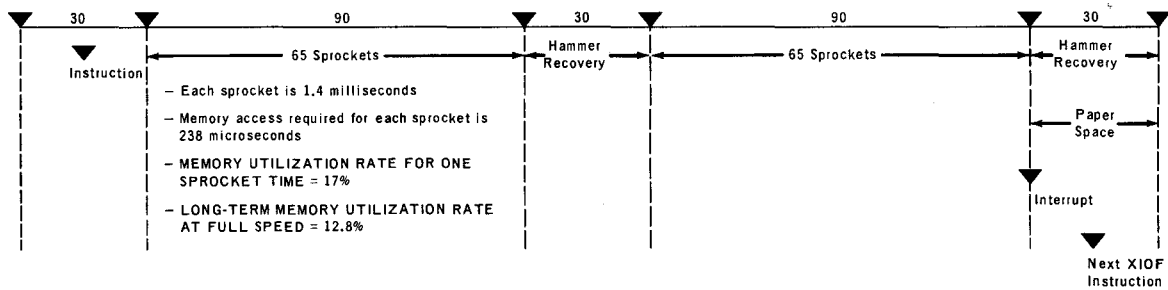 30 90 30 90 30
Instruction
65 Sprockets
Hammer
Recovery
65 Sprockets
Hammer
Recovery
– Each sprocket is 1.4 milliseconds
– Memory access required for each sprocket is
238 microseconds
– MEMORY UTILIZATION RATE FOR ONE
SPROCKET TIME = 17%
– LONG-TERM MEMORY UTILIZATION RATE
AT FULL SPEED = 12.8%
Paper
Space
Interrupt
Next XIOF
Instruction